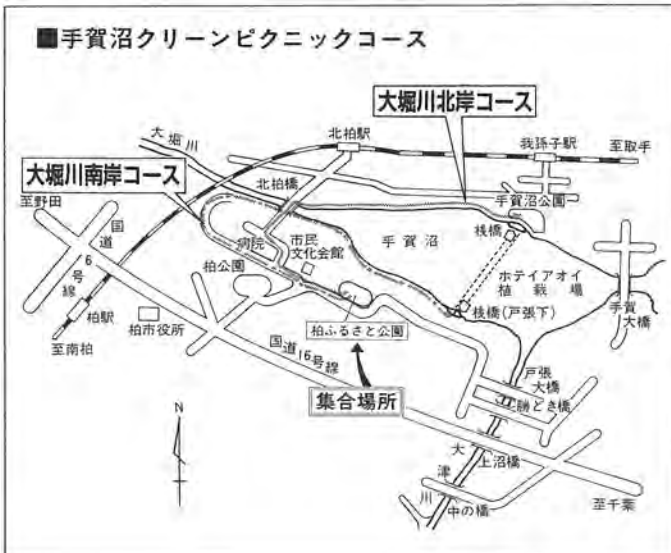 ■手賀沼クリーンピクニックコース
大堀川北岸コース
大堀川
北柏駅
我孫子駅
至取手
大堀川南岸コース
北柏橋
手賀沼公園
至野田
国道6号線
病院
市民文化会館
手賀沼
桟橋
柏公園
ホテイアオイ
植栽場
手賀大橋
柏駅
柏市役所
桟橋(戸張下)
至南柏
柏ふるさと公園
国道16号線
集合場所
戸張大橋
勝どき橋
N
大津川
上沼橋
中の橋
至千葉